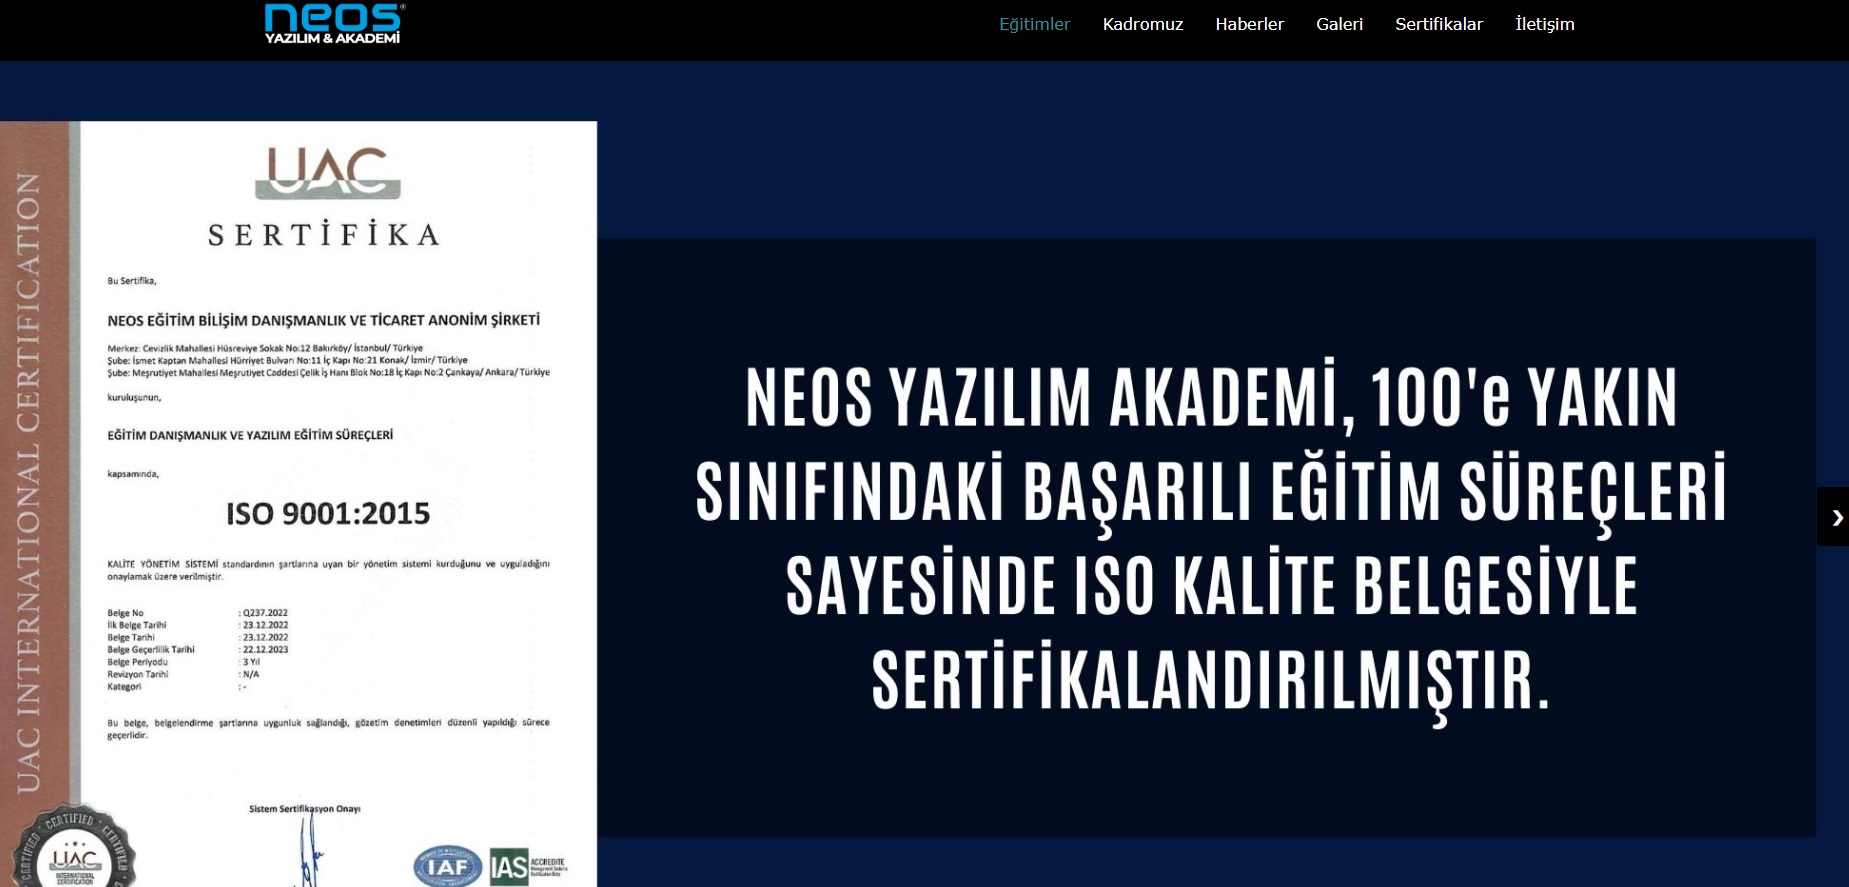 neos®
YAZILIM & AKADEMİ
Eğitimler Kadromuz Haberler Galeri Sertifikalar İletişim
UAC INTERNATIONAL CERTIFICATION
UAC
SERTİFİKA
Bu Sertifika,
NEOS EĞİTİM BİLİŞİM DANIŞMANLIK VE TİCARET ANONİM ŞİRKETİ
Merkez: Cevizlik Mahallesi Hüsreviye Sokak No:12 Bakırköy/ İstanbul/ Türkiye
Şube: İsmet Kaptan Mahallesi Hürriyet Bulvarı No:11 İç Kapı No:21 Konak/ İzmir/ Türkiye
Şube: Meşrutiyet Mahallesi Meşrutiyet Caddesi Çelik İş Hanı Blok No:18 İç Kapı No:2 Çankaya/ Ankara/ Türkiye
kuruluşunun,
EĞİTİM DANIŞMANLIK VE YAZILIM EĞİTİM SÜREÇLERİ
kapsamında,
ISO 9001:2015
KALİTE YÖNETİM SİSTEMİ standardının şartlarına uyan bir yönetim sistemi kurduğunu ve uyguladığını
onaylamak üzere verilmiştir.
Belge No : Q237.2022
İlk Belge Tarihi : 23.12.2022
Belge Tarihi : 23.12.2022
Belge Geçerlilik Tarihi : 22.12.2023
Belge Periyodu : 3 Yıl
Revizyon Tarihi : N/A
Kategori : -
Bu belge, belgelendirme şartlarına uygunluk sağlandığı, gözetim denetimleri düzenli yapıldığı sürece
geçerlidir.
Sistem Sertifikasyon Onayı
CERTIFIED CERTIFIED CERTIFIED
UAC
INTERNATIONAL
CERTIFICATION
IAF
IAS
ACCREDITE
Management Systems
Certification Body
NEOS YAZILIM AKADEMİ, 100'e YAKIN
SINIFINDAKİ BAŞARILI EĞİTİM SÜREÇLERİ
SAYESİNDE ISO KALİTE BELGESİYLE
SERTİFİKALANDIRILMIŞTIR.